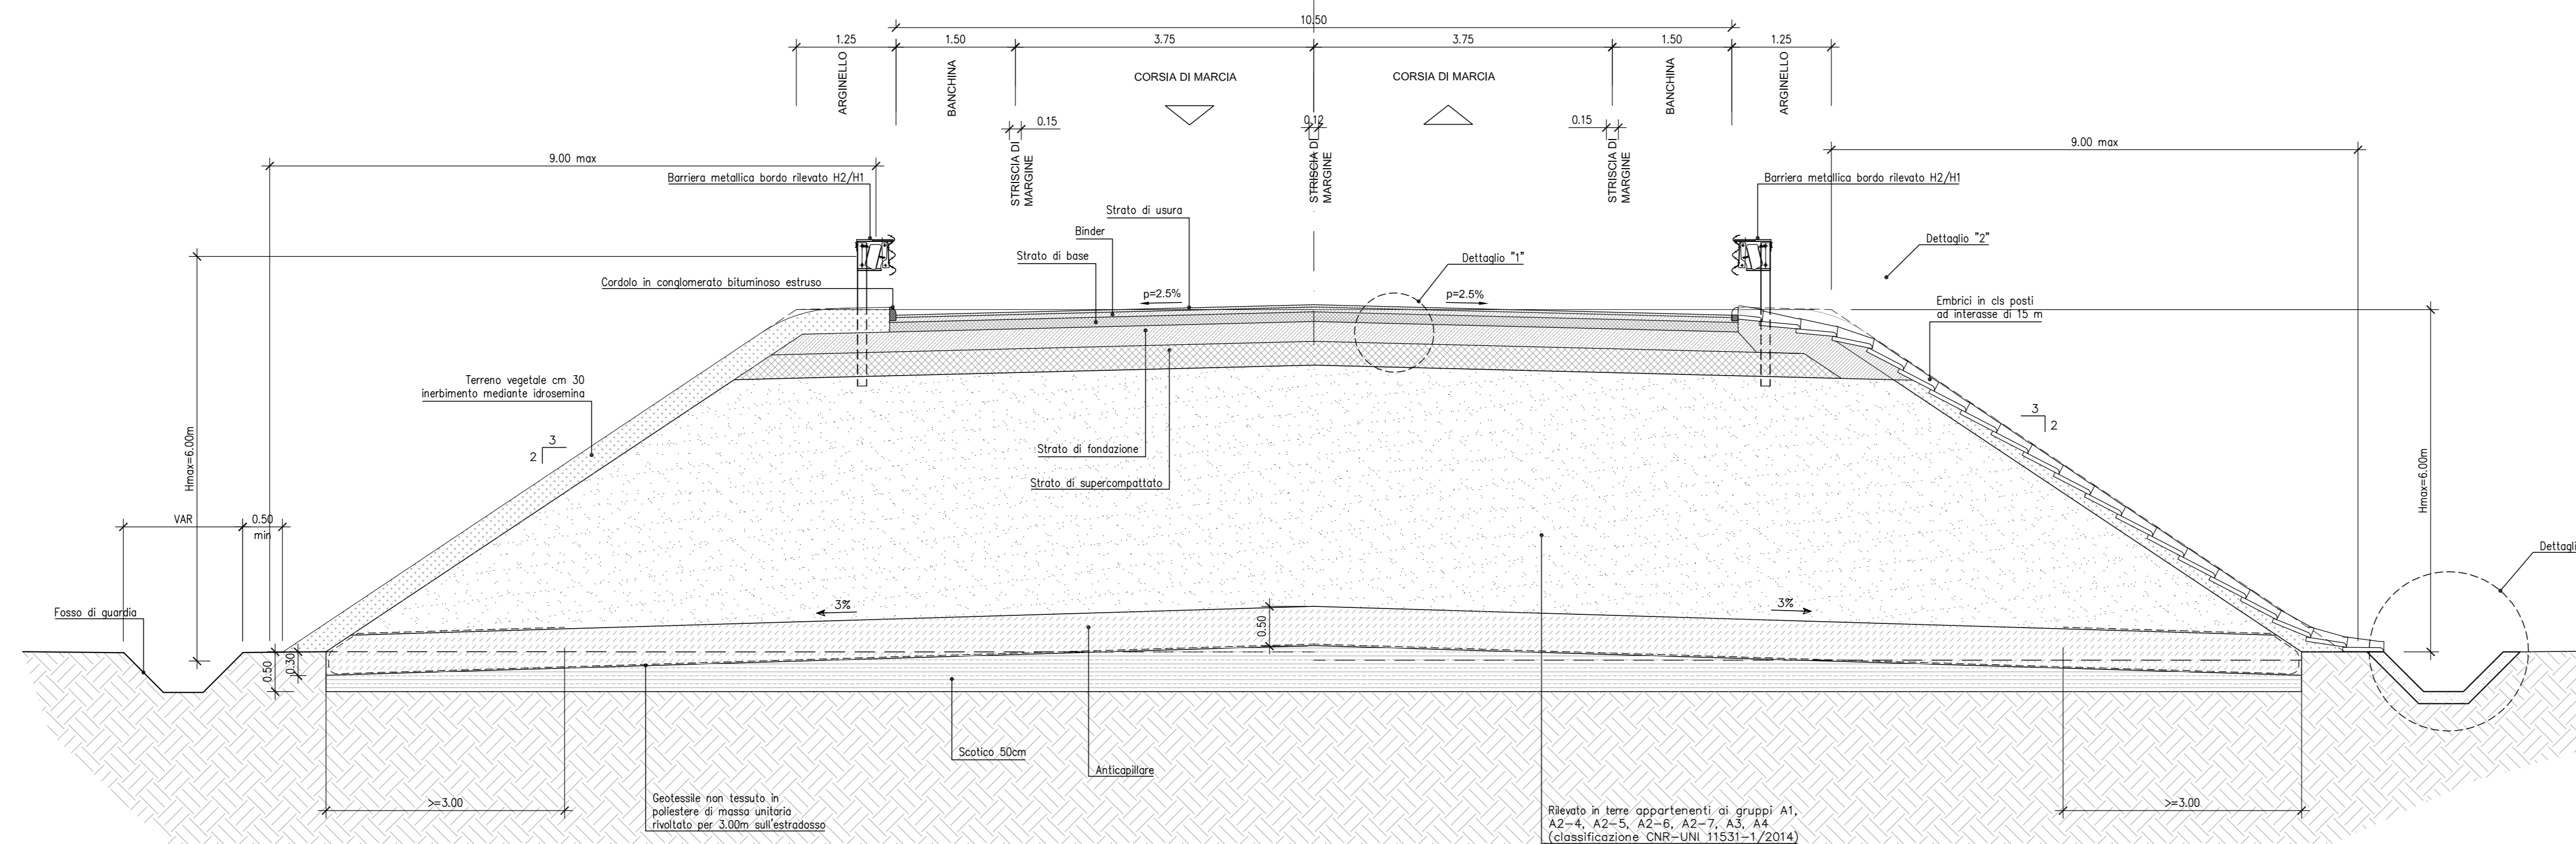 10.50
1.25
1.50
3.75
3.75
1.50
1.25
ARGINELLO
BANCHINA
CORSIA DI MARCIA
CORSIA DI MARCIA
BANCHINA
ARGINELLO
0.15
0.12
0.15
STRISCIA DI
MARGINE
STRISCIA DI
MARGINE
STRISCIA DI
MARGINE
9.00 max
9.00 max
Barriera metallica bordo rilevato H2/H1
Barriera metallica bordo rilevato H2/H1
Strato di usura
Binder
Strato di base
Cordolo in conglomerato bituminoso estruso
p=2.5%
p=2.5%
Dettaglio "1"
Dettaglio "2"
Embrici in cls posti
ad interasse di 15 m
Terreno vegetale cm 30
inerbimento mediante idrosemina
3
2
3
2
Strato di fondazione
Strato di supercompattato
Hmax=6.00m
Hmax=6.00m
VAR
0.50
min
Dettagli
Fosso di guardia
3%
3%
0.50
0.50
0.30
Scotico 50cm
Anticapillare
>=3.00
>=3.00
Geotessile non tessuto in
poliestere di massa unitaria
rivoltato per 3.00m sull'estradosso
Rilevato in terre appartenenti ai gruppi A1,
A2-4, A2-5, A2-6, A2-7, A3, A4
(classificazione CNR-UNI 11531-1/2014)